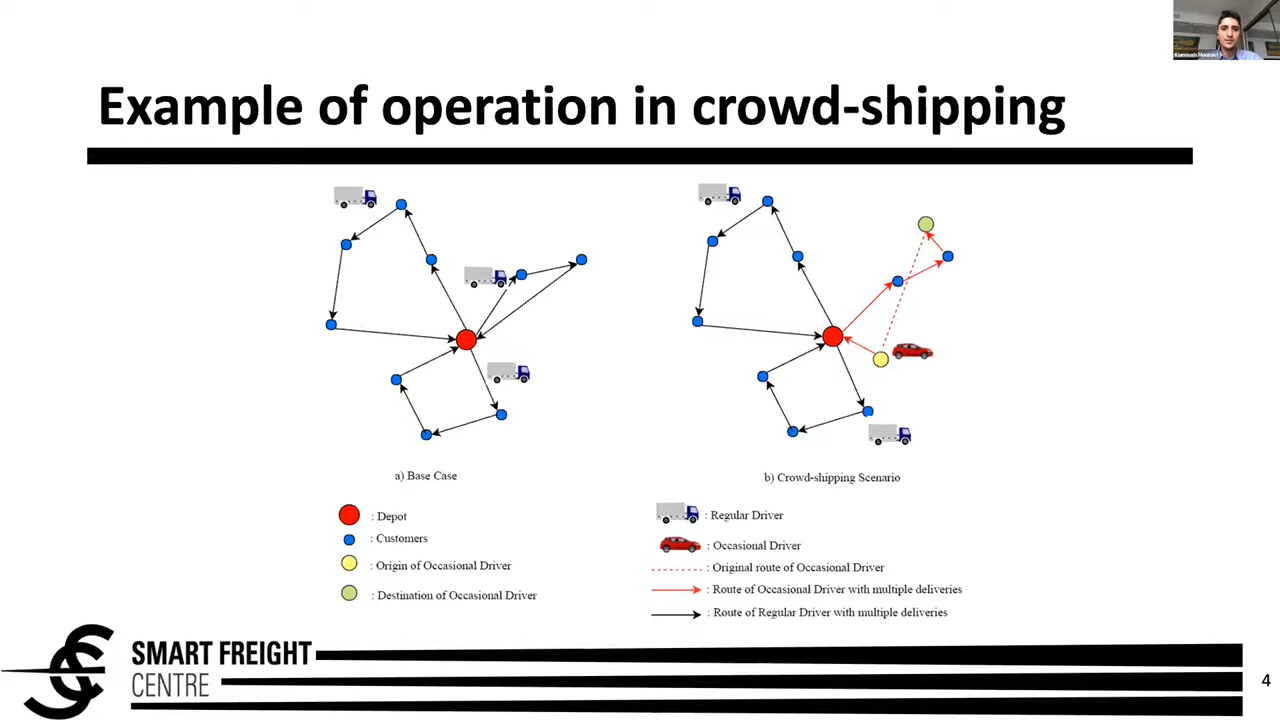 Kianoush Mousavi
Example of operation in crowd-shipping
a) Base Case
b) Crowd-shipping Scenario
: Depot
: Customers
: Origin of Occasional Driver
: Destination of Occasional Driver
: Regular Driver
: Occasional Driver
: Original route of Occasional Driver
: Route of Occasional Driver with multiple deliveries
: Route of Regular Driver with multiple deliveries
SMART FREIGHT
CENTRE
4